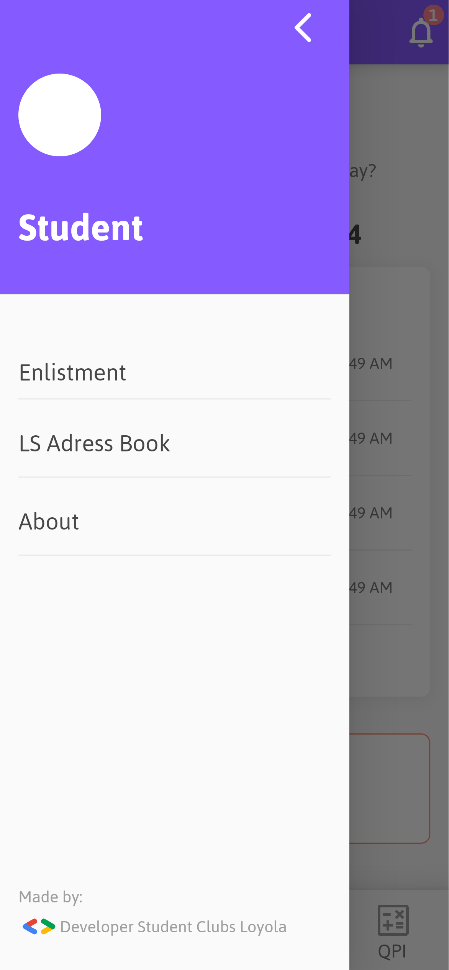 1
ay?
Student
4
Enlistment
49 AM
LS Adress Book
49 AM
About
49 AM
49 AM
Made by:
Developer Student Clubs Loyola
QPI